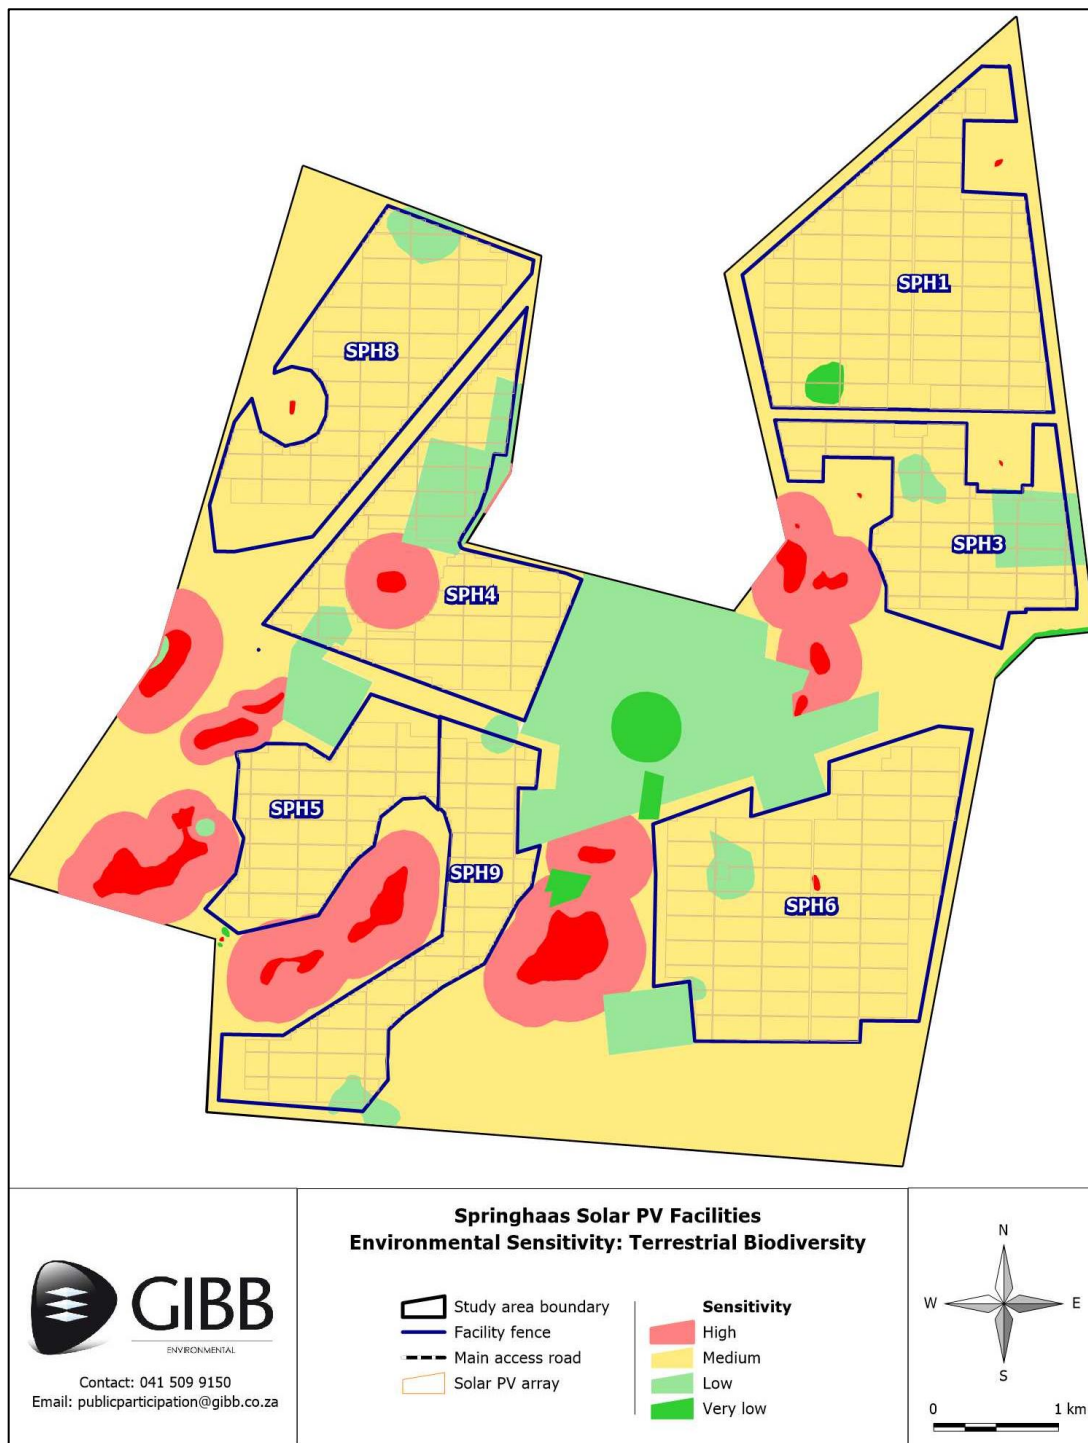 SPH1
SPH8
SPH3
SPH4
SPH5
SPH9
SPH6
Springhaas Solar PV Facilities
Environmental Sensitivity: Terrestrial Biodiversity
GIBB
ENVIRONMENTAL
Contact: 041 509 9150
Email: publicparticipation@gibb.co.za
Study area boundary
Facility fence
Main access road
Solar PV array
Sensitivity
High
Medium
Low
Very low
N
W E
S
0 1 km